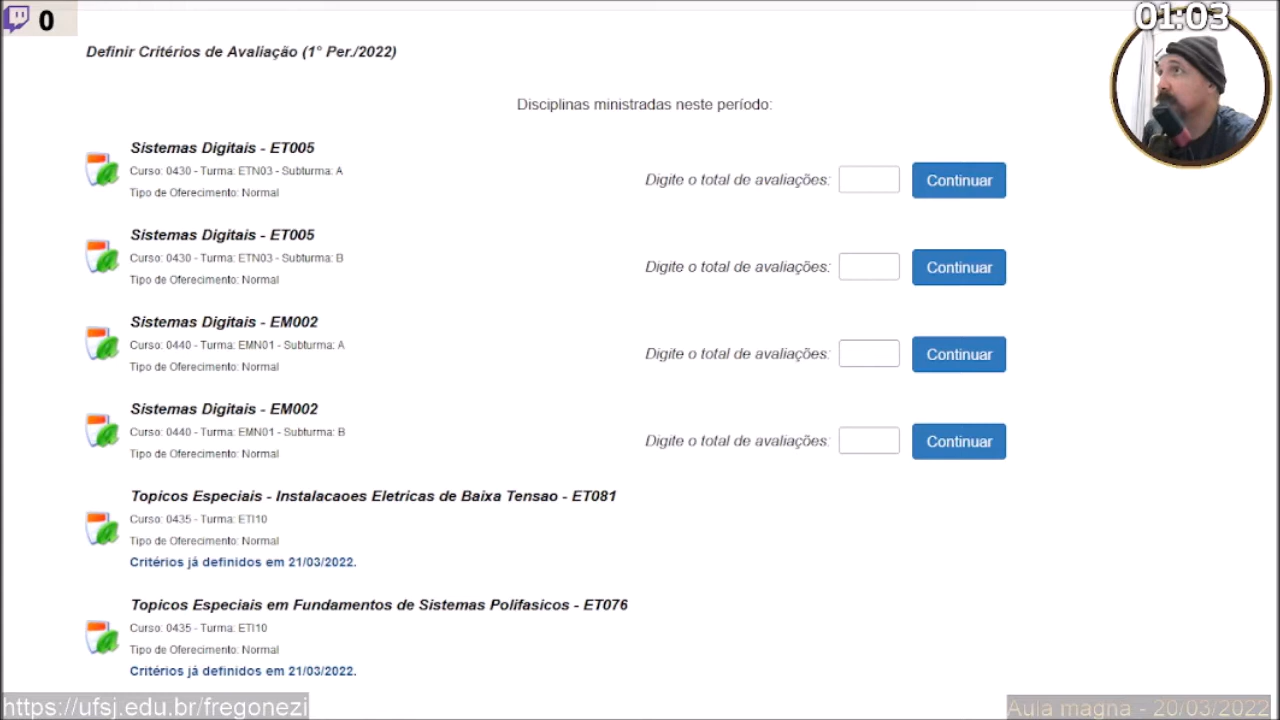 0
01:03
Definir Critérios de Avaliação (1° Per./2022)
Disciplinas ministradas neste período:
Sistemas Digitais - ET005
Curso: 0430 - Turma: ETN03 - Subturma: A
Tipo de Oferecimento: Normal
Digite o total de avaliações:
Continuar
Sistemas Digitais - ET005
Curso: 0430 - Turma: ETN03 - Subturma: B
Tipo de Oferecimento: Normal
Digite o total de avaliações:
Continuar
Sistemas Digitais - EM002
Curso: 0440 - Turma: EMN01 - Subturma: A
Tipo de Oferecimento: Normal
Digite o total de avaliações:
Continuar
Sistemas Digitais - EM002
Curso: 0440 - Turma: EMN01 - Subturma: B
Tipo de Oferecimento: Normal
Digite o total de avaliações:
Continuar
Topicos Especiais - Instalacaoes Eletricas de Baixa Tensao - ET081
Curso: 0435 - Turma: ETI10
Tipo de Oferecimento: Normal
Critérios já definidos em 21/03/2022.
Topicos Especiais em Fundamentos de Sistemas Polifasicos - ET076
Curso: 0435 - Turma: ETI10
Tipo de Oferecimento: Normal
Critérios já definidos em 21/03/2022.
https://ufsj.edu.br/fregonezi
Aula magna - 20/03/2022